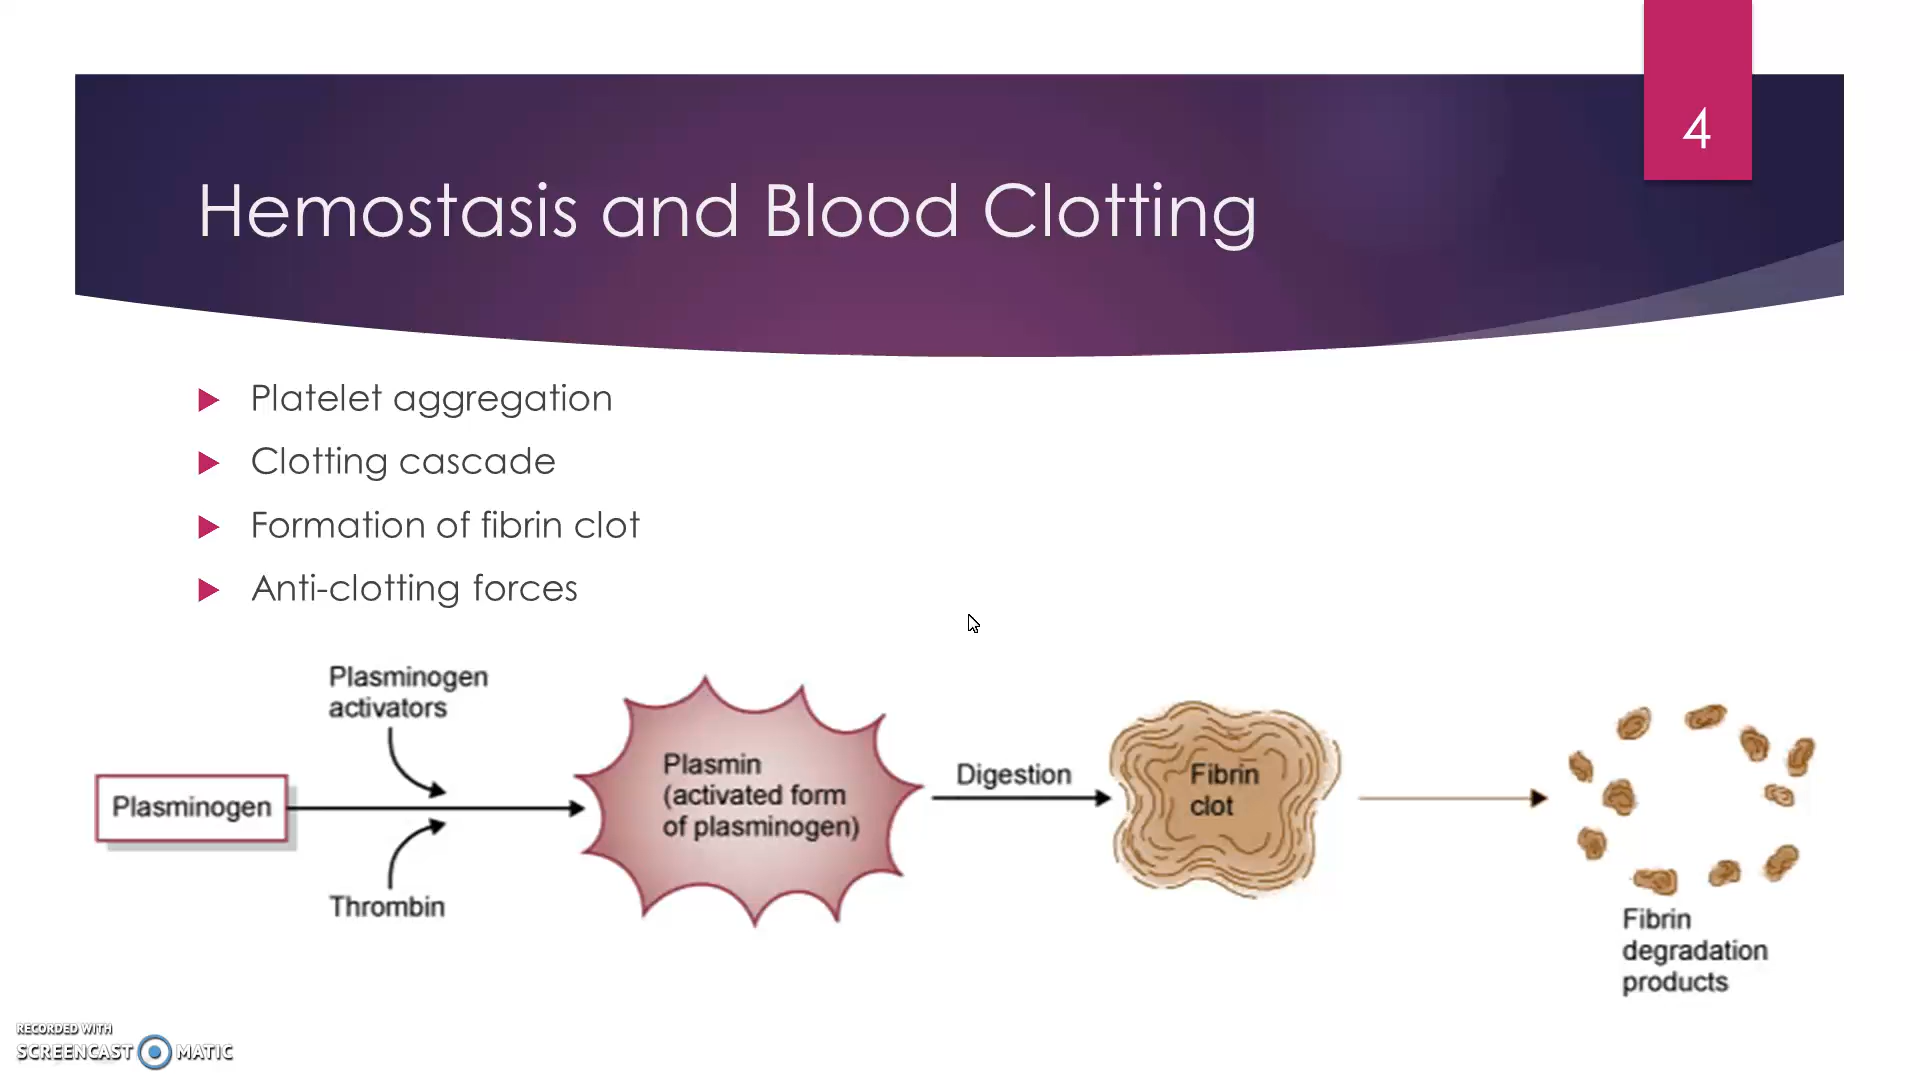 4
Hemostasis and Blood Clotting
Platelet aggregation
Clotting cascade
Formation of fibrin clot
Anti-clotting forces
Plasminogen
activators
Plasminogen
Thrombin
Plasmin
(activated form
of plasminogen)
Digestion
Fibrin
clot
Fibrin
degradation
products
RECORDED WITH
SCREENCAST MATIC